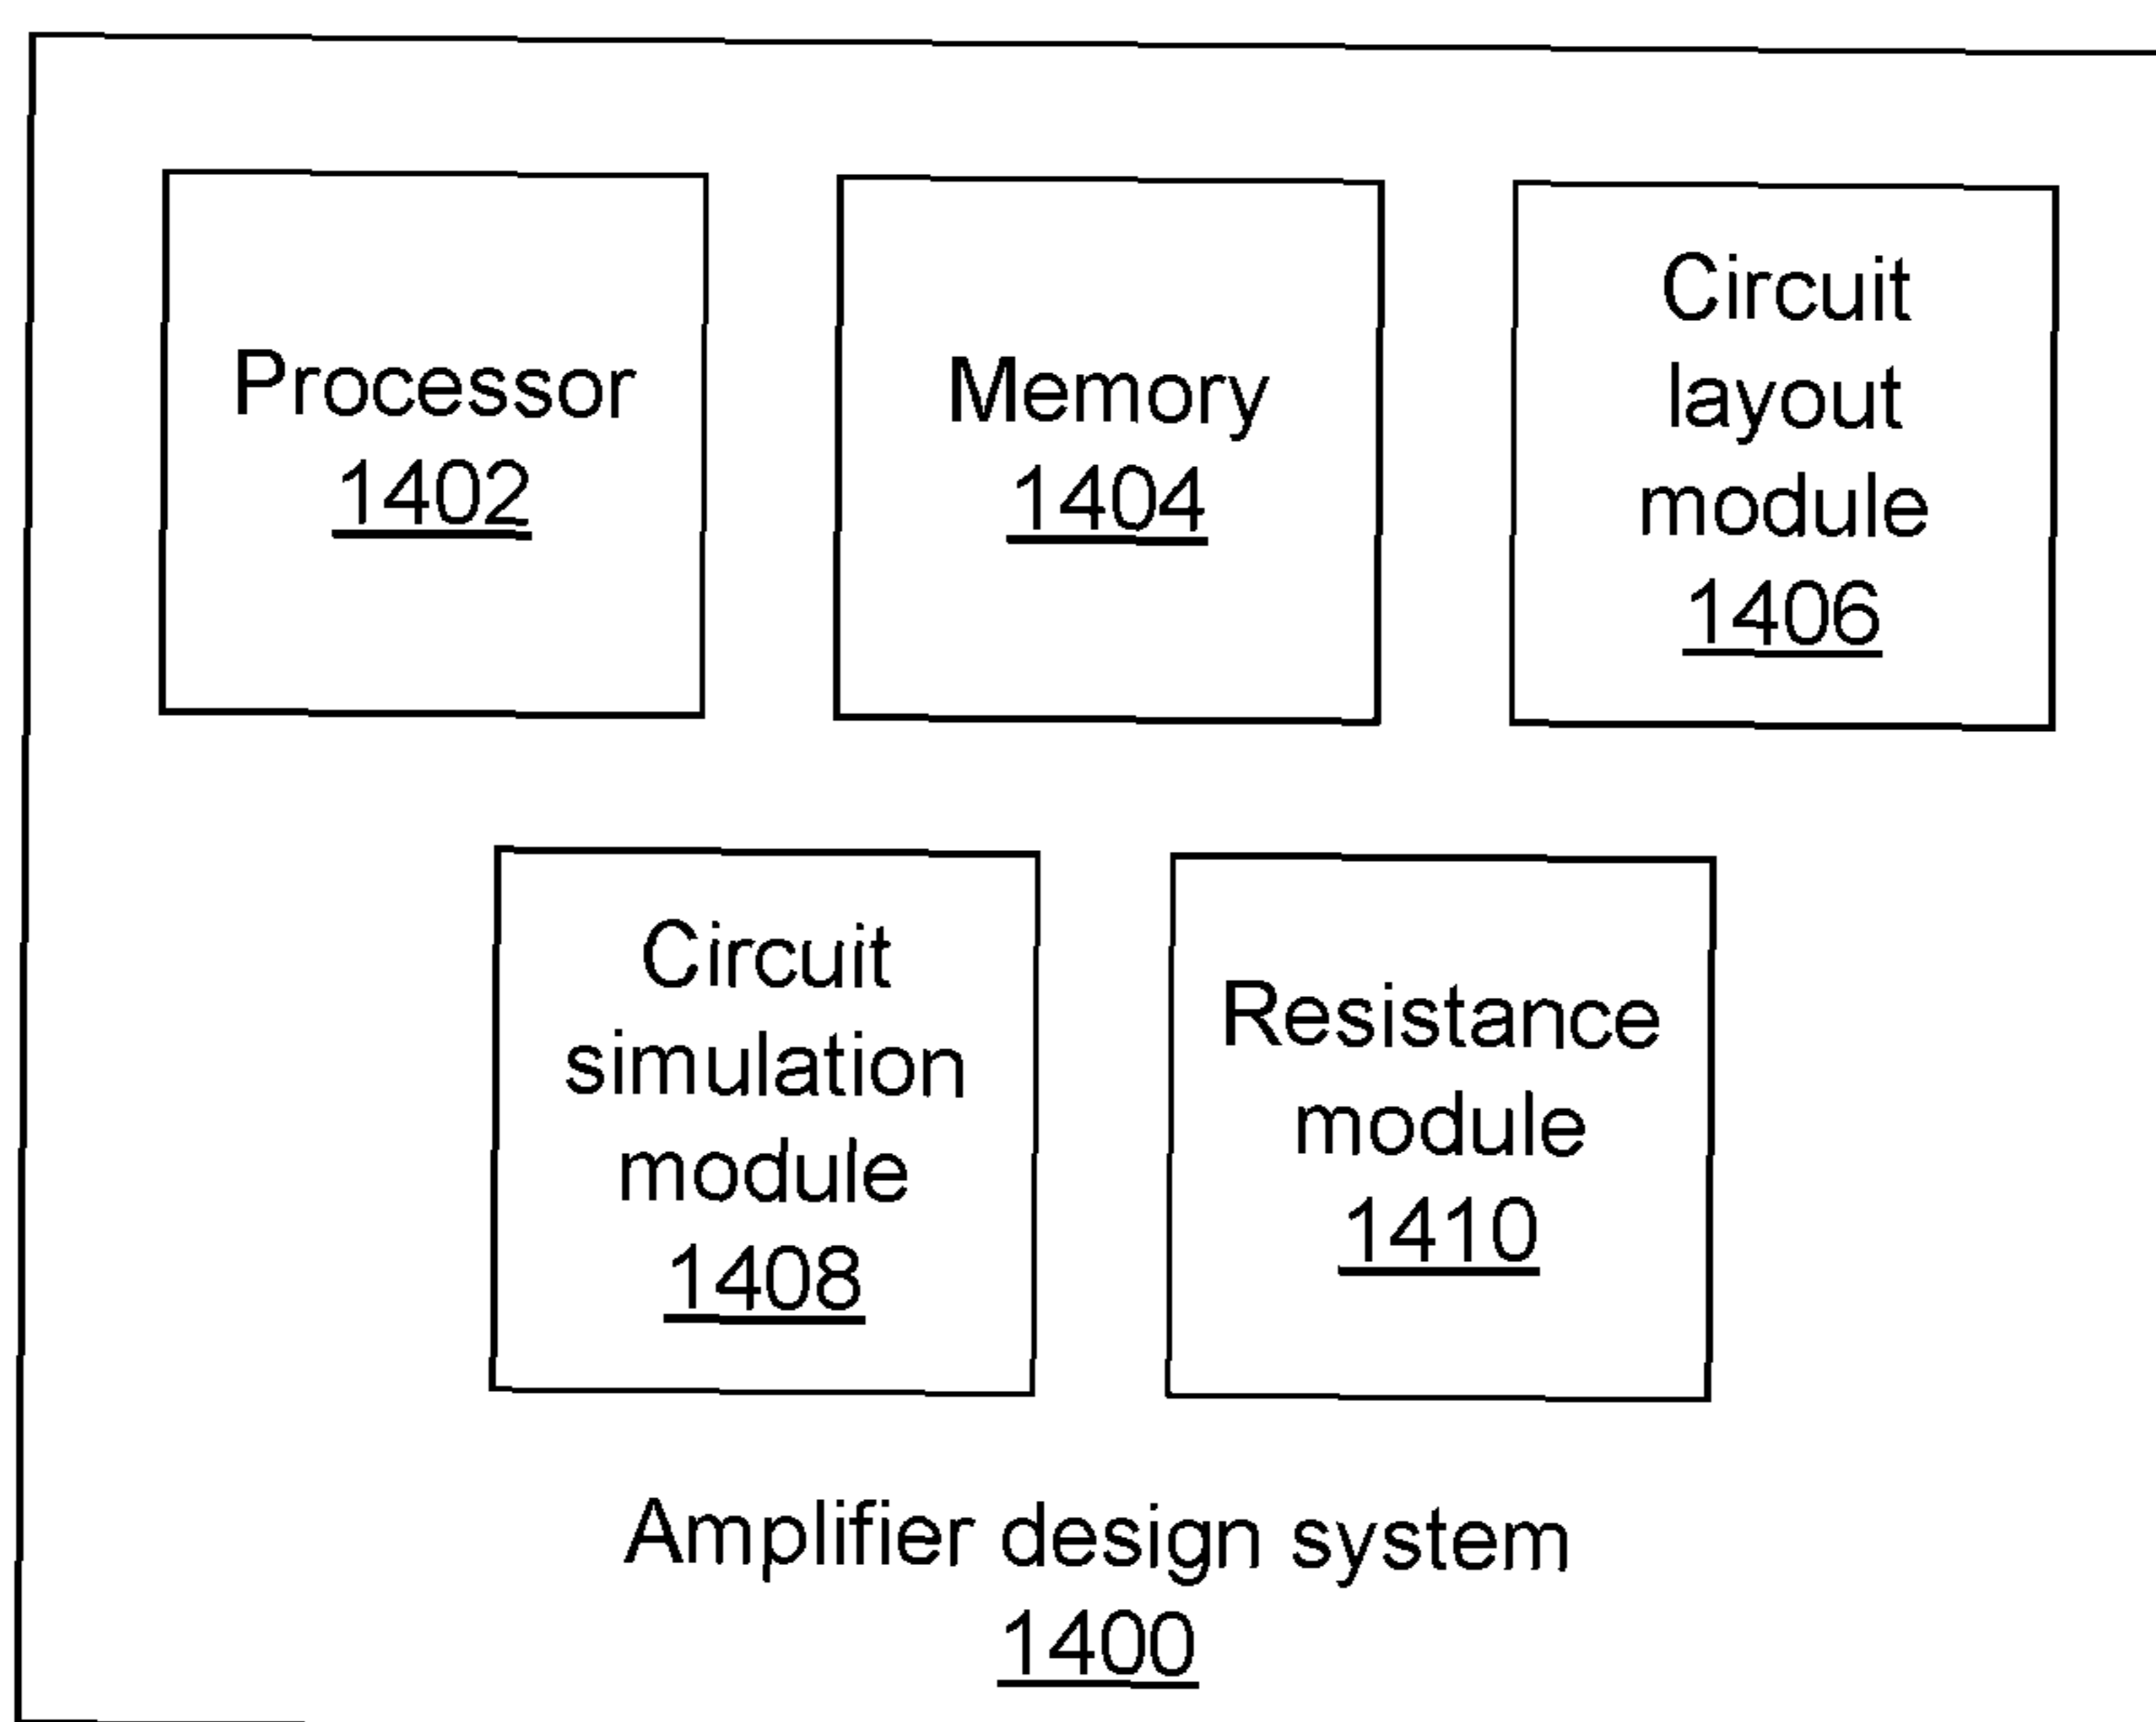 Processor
1402
Memory
1404
Circuit
layout
module
1406
Circuit
simulation
module
1408
Resistance
module
1410
Amplifier design system
1400